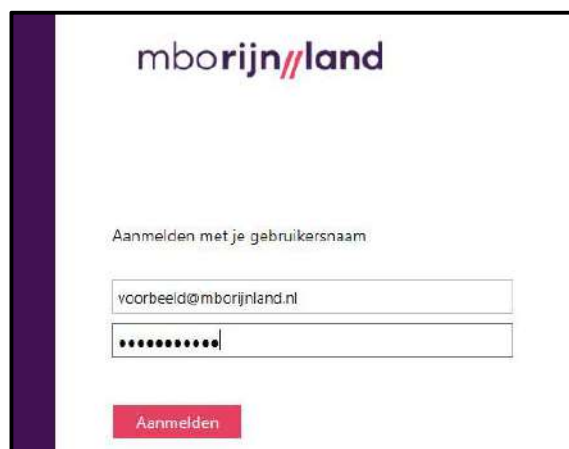 mborijn//land
Aanmelden met je gebruikersnaam
voorbeeld@mborijnland.nl
•••••••••••
Aanmelden